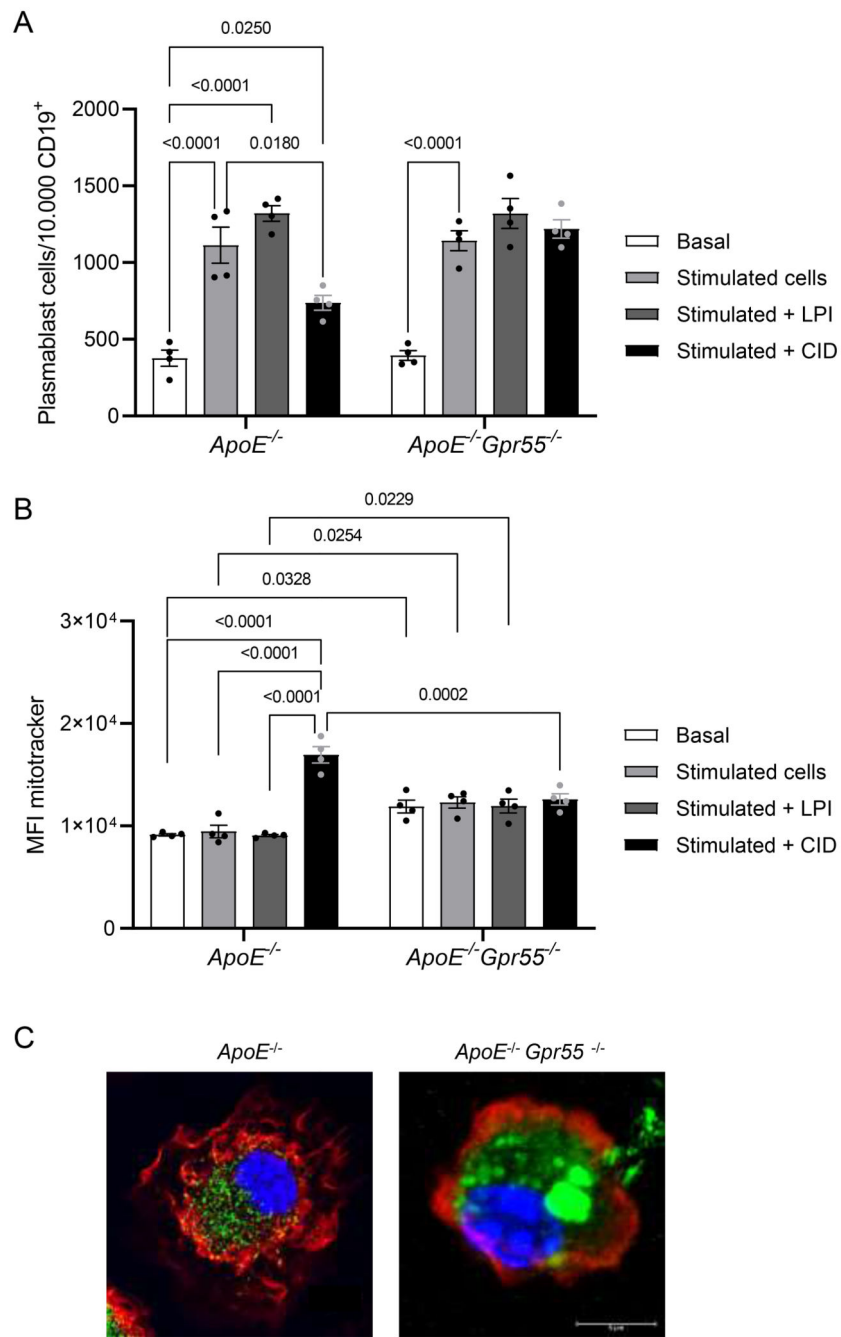 A
0.0250
<0.0001
<0.0001 0.0180 <0.0001
Plasmablast cells/10.000 CD19⁺
2000
1500
1000
500
0
ApoE⁻/⁻ ApoE⁻/⁻Gpr55⁻/⁻
Basal
Stimulated cells
Stimulated + LPI
Stimulated + CID
B
0.0229
0.0254
0.0328
<0.0001
<0.0001
<0.0001 0.0002
MFI mitotracker
3×10⁴
2×10⁴
1×10⁴
0
ApoE⁻/⁻ ApoE⁻/⁻Gpr55⁻/⁻
Basal
Stimulated cells
Stimulated + LPI
Stimulated + CID
C
ApoE⁻/⁻ ApoE⁻/⁻ Gpr55 ⁻/⁻